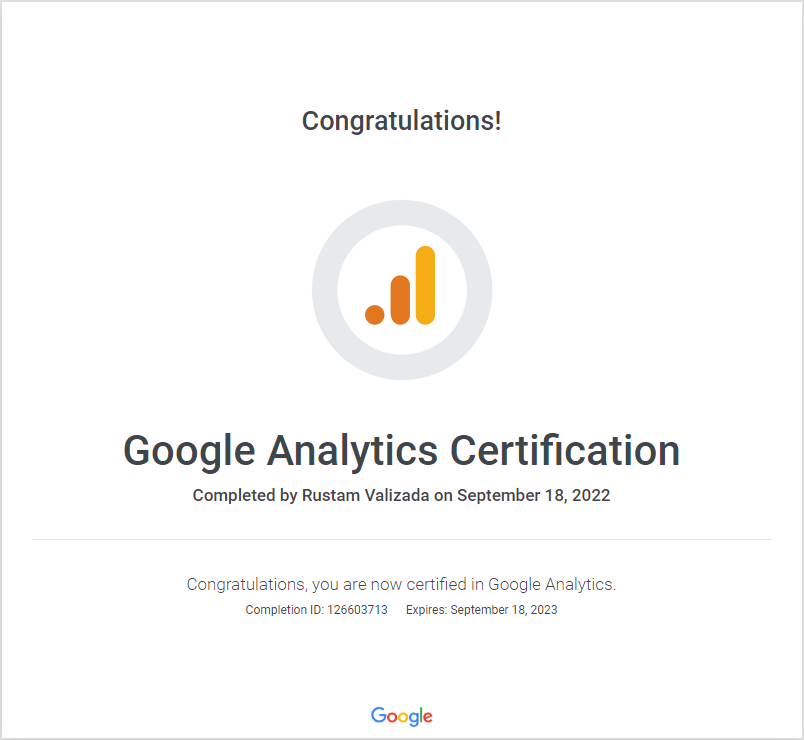 Congratulations!
Google Analytics Certification
Completed by Rustam Valizada on September 18, 2022
Congratulations, you are now certified in Google Analytics.
Completion ID: 126603713 Expires: September 18, 2023
Google